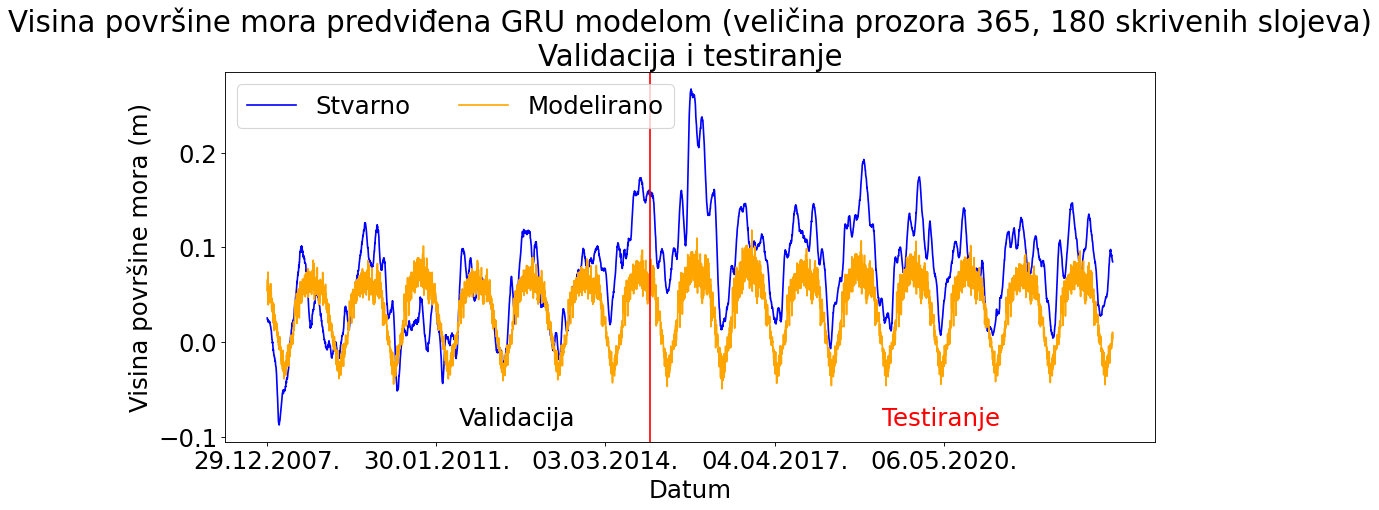 Visina površine mora predviđena GRU modelom (veličina prozora 365, 180 skrivenih slojeva)
Validacija i testiranje
Stvarno
Modelirano
Visina površine mora (m)
0.2
0.1
0.0
−0.1
Validacija
Testiranje
29.12.2007.
30.01.2011.
03.03.2014.
04.04.2017.
06.05.2020.
Datum